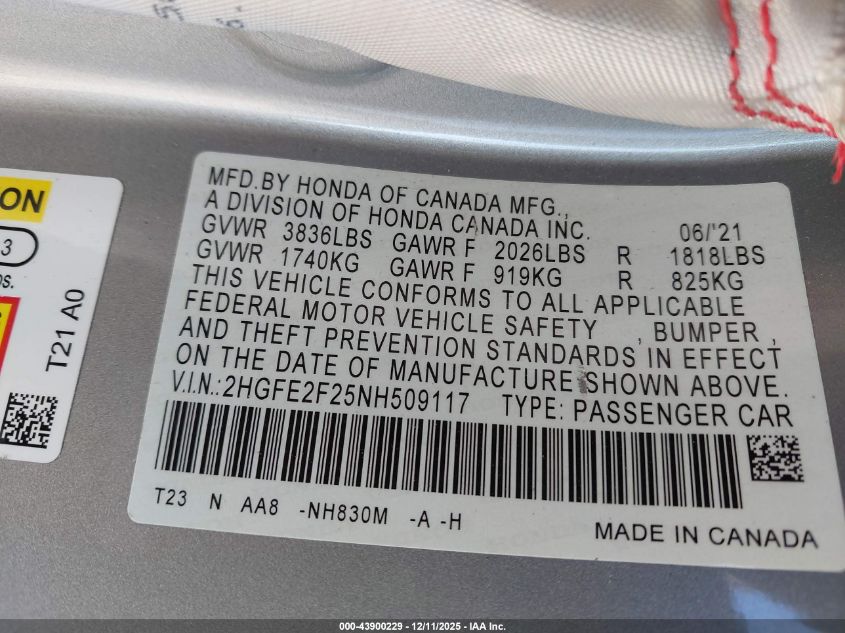 ON
3
T21 A0
MFD.BY HONDA OF CANADA MFG.,
A DIVISION OF HONDA CANADA INC. 06/'21
GVWR 3836LBS GAWR F 2026LBS R 1818LBS
GVWR 1740KG GAWR F 919KG R 825KG
THIS VEHICLE CONFORMS TO ALL APPLICABLE
FEDERAL MOTOR VEHICLE SAFETY , BUMPER ,
AND THEFT PREVENTION STANDARDS IN EFFECT
ON THE DATE OF MANUFACTURE SHOWN ABOVE.
V.I.N.:2HGFE2F25NH509117 TYPE: PASSENGER CAR
T23 N AA8 -NH830M -A -H
MADE IN CANADA
000-43900229 - 12/11/2025 - IAA Inc.